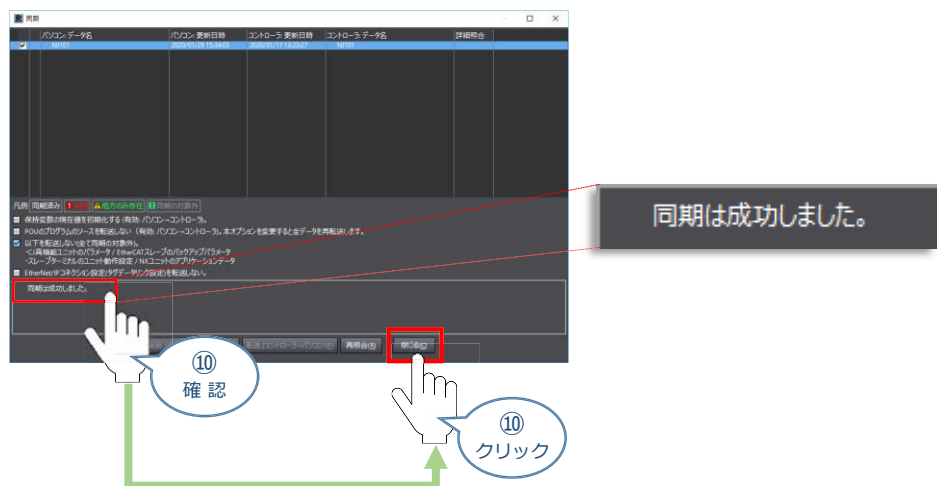 同期
パソコン:データ名 パソコン:更新日時 コントローラ:更新日時 コントローラ:データ名 詳細照合
NJ101 2020/01/29 15:34:03 2020/01/17 13:23:27 NJ101
凡例 同期済み 他方のみ存在 同期の対象外
保持変数の現在値を初期化する (有効: パソコン→コントローラ)。
POUのプログラムのソースを転送しない (有効: パソコン→コントローラ)。本オプションを変更すると全データを再転送します。
以下を転送しない(全て同期の対象外)。
・CJ高機能ユニットのパラメータ / EtherCATスレーブのバックアップパラメータ
・スレーブターミナルのユニット動作設定 / NXユニットのアプリケーションデータ
EtherNet/IPコネクション設定(タグデータリンク設定)を転送しない。
同期は成功しました。
同期は成功しました。
再照合(R) 閉じる(C)
⑩
確 認
⑩
クリック